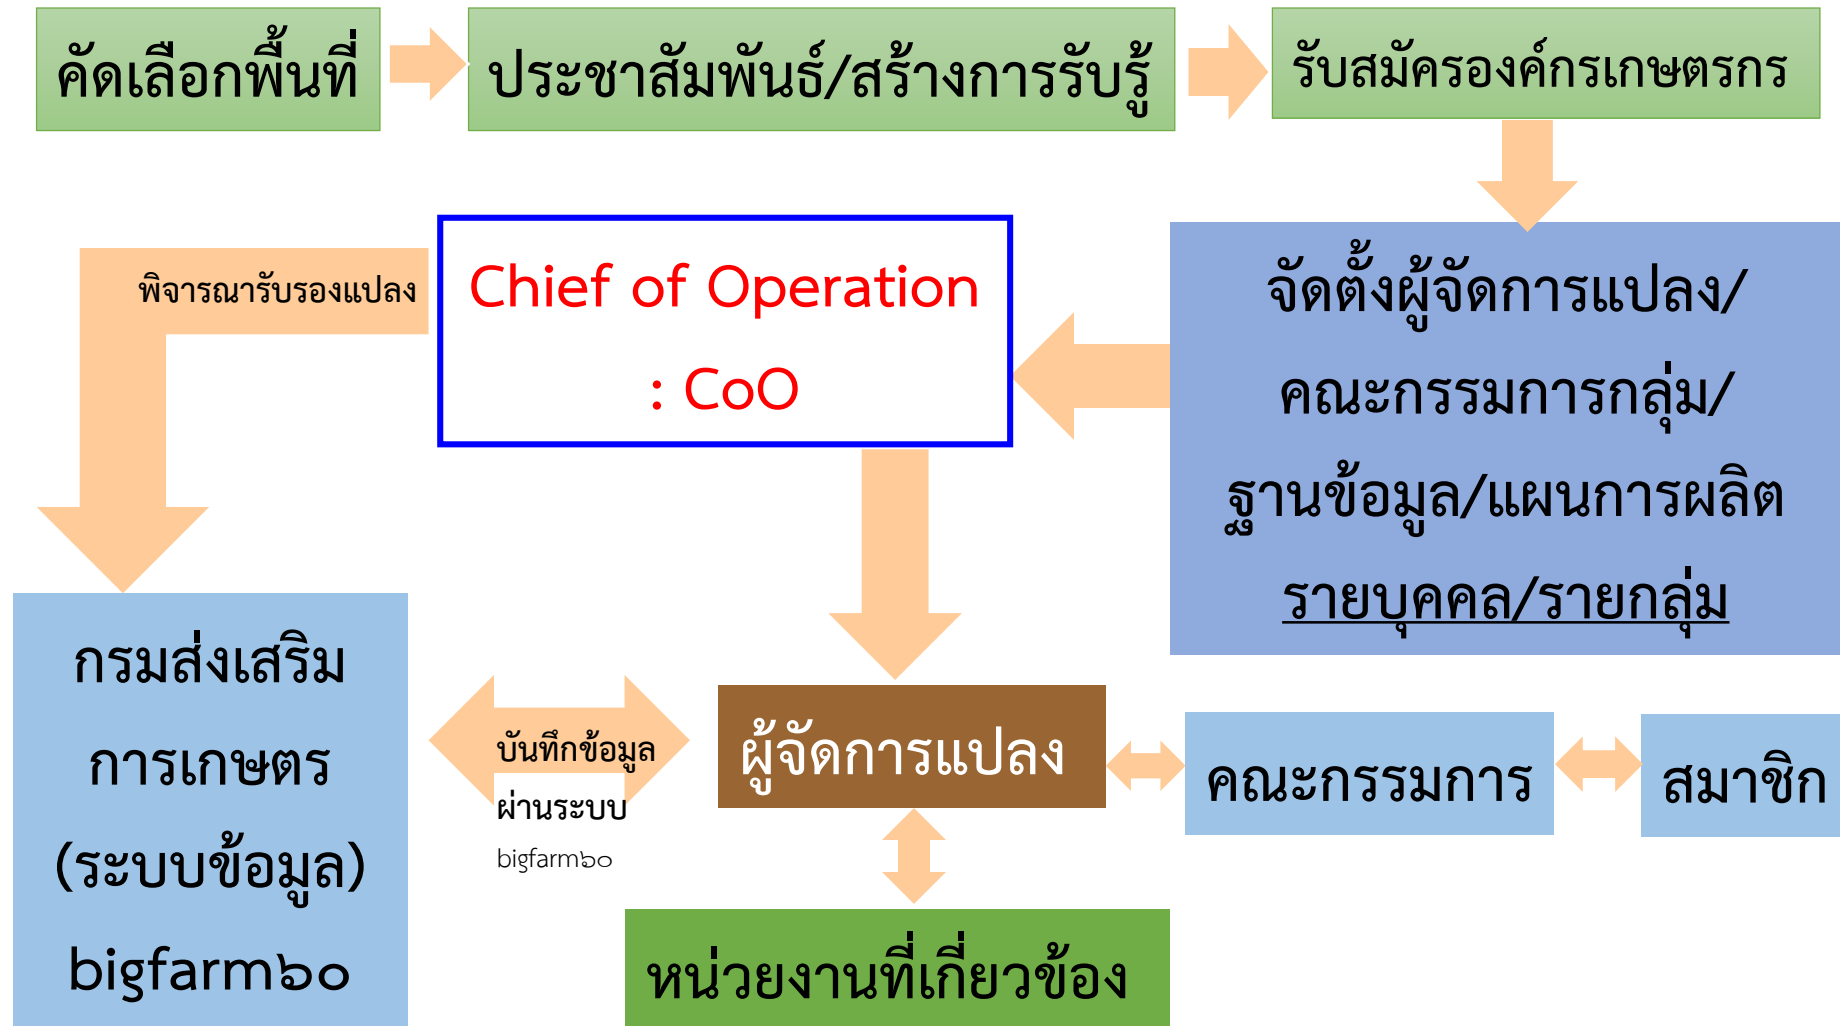 คัดเลือกพื้นที่
ประชาสัมพันธ์/สร้างการรับรู้
รับสมัครองค์กรเกษตรกร
พิจารณารับรองแปลง
Chief of Operation
: CoO
จัดตั้งผู้จัดการแปลง/
คณะกรรมการกลุ่ม/
ฐานข้อมูล/แผนการผลิต
รายบุคคล/รายกลุ่ม
กรมส่งเสริม
การเกษตร
(ระบบข้อมูล)
bigfarm๖๐
บันทึกข้อมูล
ผ่านระบบ
bigfarm๖๐
ผู้จัดการแปลง
คณะกรรมการ
สมาชิก
หน่วยงานที่เกี่ยวข้อง